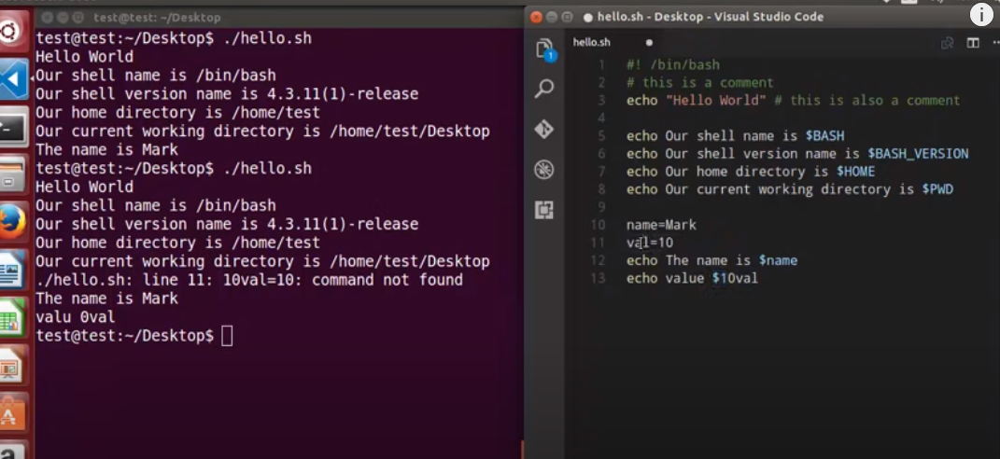 test@test: ~/Desktop
test@test:~/Desktop$ ./hello.sh
Hello World
Our shell name is /bin/bash
Our shell version name is 4.3.11(1)-release
Our home directory is /home/test
Our current working directory is /home/test/Desktop
The name is Mark
test@test:~/Desktop$ ./hello.sh
Hello World
Our shell name is /bin/bash
Our shell version name is 4.3.11(1)-release
Our home directory is /home/test
Our current working directory is /home/test/Desktop
./hello.sh: line 11: 10val=10: command not found
The name is Mark
valu 0val
test@test:~/Desktop$
● hello.sh - Desktop - Visual Studio Code
hello.sh
1
1 #! /bin/bash
2 # this is a comment
3 echo "Hello World" # this is also a comment
4
5 echo Our shell name is $BASH
6 echo Our shell version name is $BASH_VERSION
7 echo Our home directory is $HOME
8 echo Our current working directory is $PWD
9
10 name=Mark
11 val=10
12 echo The name is $name
13 echo value $10val